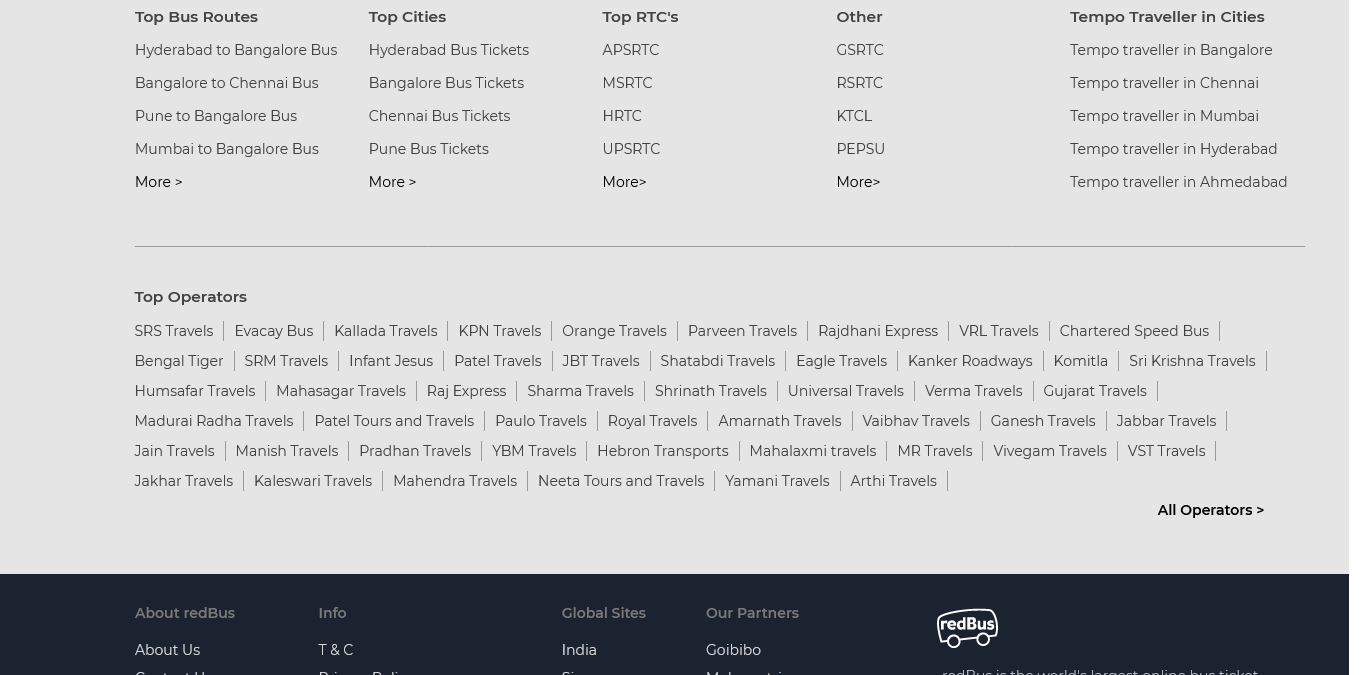 Top Bus Routes
Hyderabad to Bangalore Bus
Bangalore to Chennai Bus
Pune to Bangalore Bus
Mumbai to Bangalore Bus
More >
Top Cities
Hyderabad Bus Tickets
Bangalore Bus Tickets
Chennai Bus Tickets
Pune Bus Tickets
More >
Top RTC's
APSRTC
MSRTC
HRTC
UPSRTC
More>
Other
GSRTC
RSRTC
KTCL
PEPSU
More>
Tempo Traveller in Cities
Tempo traveller in Bangalore
Tempo traveller in Chennai
Tempo traveller in Mumbai
Tempo traveller in Hyderabad
Tempo traveller in Ahmedabad
Top Operators
SRS Travels | Evacay Bus | Kallada Travels | KPN Travels | Orange Travels | Parveen Travels | Rajdhani Express | VRL Travels | Chartered Speed Bus |
Bengal Tiger | SRM Travels | Infant Jesus | Patel Travels | JBT Travels | Shatabdi Travels | Eagle Travels | Kanker Roadways | Komitla | Sri Krishna Travels |
Humsafar Travels | Mahasagar Travels | Raj Express | Sharma Travels | Shrinath Travels | Universal Travels | Verma Travels | Gujarat Travels |
Madurai Radha Travels | Patel Tours and Travels | Paulo Travels | Royal Travels | Amarnath Travels | Vaibhav Travels | Ganesh Travels | Jabbar Travels |
Jain Travels | Manish Travels | Pradhan Travels | YBM Travels | Hebron Transports | Mahalaxmi travels | MR Travels | Vivegam Travels | VST Travels |
Jakhar Travels | Kaleswari Travels | Mahendra Travels | Neeta Tours and Travels | Yamani Travels | Arthi Travels |
All Operators >
About redBus
About Us
Info
T & C
Global Sites
India
Our Partners
Goibibo
redBus
redBus is the world's largest online bus ticket